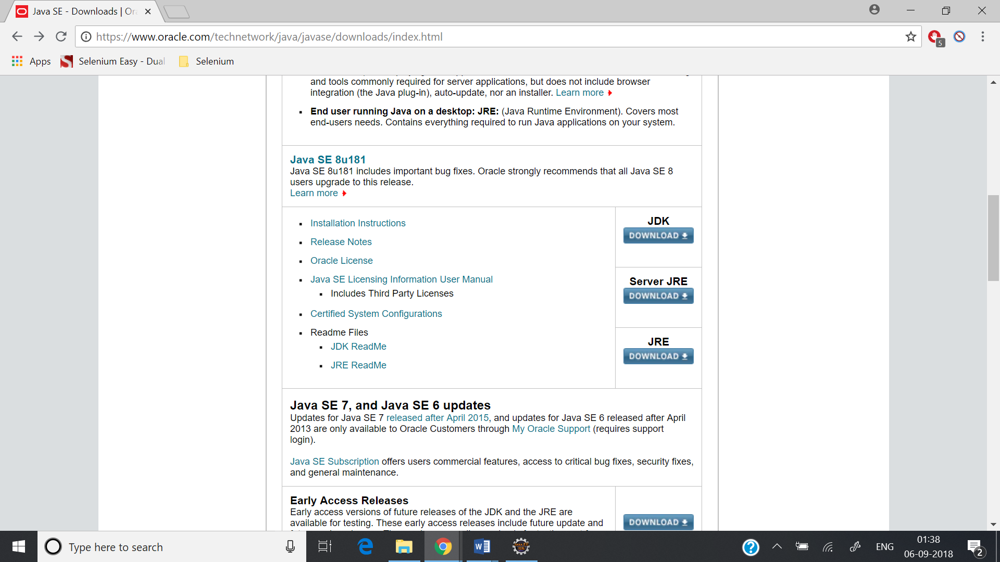 Java SE - Downloads | Ora
https://www.oracle.com/technetwork/java/javase/downloads/index.html
5
Apps
Selenium Easy - Dual
Selenium
and tools commonly required for server applications, but does not include browser
integration (the Java plug-in), auto-update, nor an installer. Learn more
End user running Java on a desktop: JRE: (Java Runtime Environment). Covers most
end-users needs. Contains everything required to run Java applications on your system.
Java SE 8u181
Java SE 8u181 includes important bug fixes. Oracle strongly recommends that all Java SE 8
users upgrade to this release.
Learn more
Installation Instructions
Release Notes
Oracle License
Java SE Licensing Information User Manual
Includes Third Party Licenses
Certified System Configurations
Readme Files
JDK ReadMe
JRE ReadMe
JDK
DOWNLOAD
Server JRE
DOWNLOAD
JRE
DOWNLOAD
Java SE 7, and Java SE 6 updates
Updates for Java SE 7 released after April 2015, and updates for Java SE 6 released after April
2013 are only available to Oracle Customers through My Oracle Support (requires support
login).
Java SE Subscription offers users commercial features, access to critical bug fixes, security fixes,
and general maintenance.
Early Access Releases
Early access versions of future releases of the JDK and the JRE are
available for testing. These early access releases include future update and
DOWNLOAD
Type here to search
Java EE
IDE
ENG
01:38
06-09-2018
2